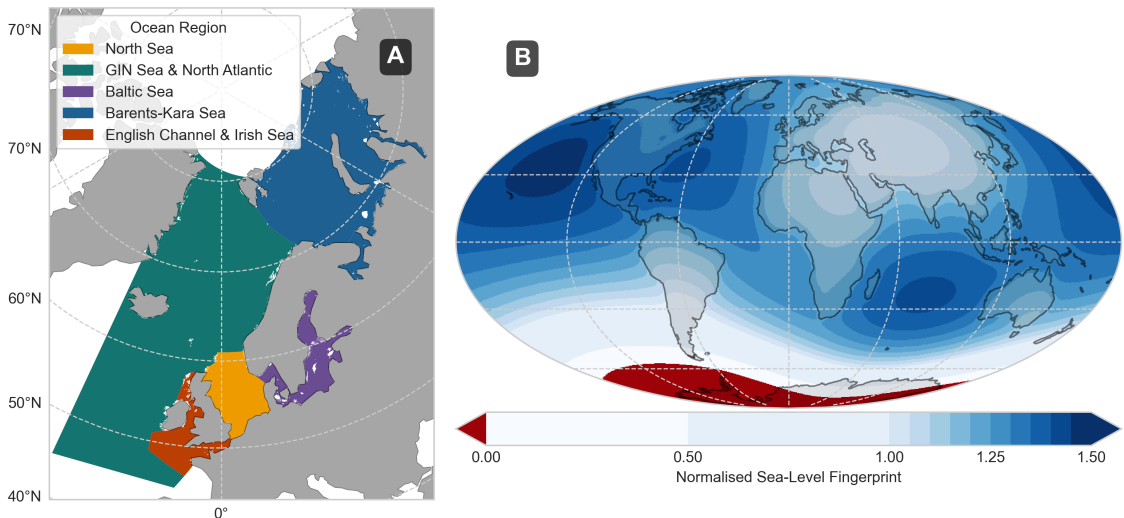 Ocean Region
North Sea
GIN Sea & North Atlantic
Baltic Sea
Barents-Kara Sea
English Channel & Irish Sea
A
70°N
70°N
60°N
50°N
40°N
0°
B
0.00 0.50 1.00 1.25 1.50
Normalised Sea-Level Fingerprint